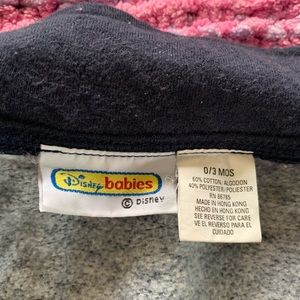 Disney babies
© Disney
0/3 MOS
60% COTTON/ALGODON
40% POLYESTER/POLIESTER
RN 66765
MADE IN HONG KONG
HECHO EN HONG KONG
SEE REVERSE FOR CARE
VE EL REVERSO PARA EL
CUIDADO